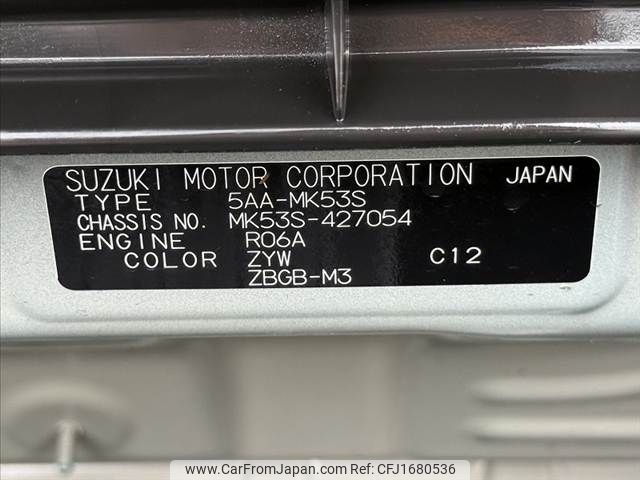 SUZUKI MOTOR CORPORATION JAPAN
TYPE 5AA-MK53S
CHASSIS NO. MK53S-427054
ENGINE R06A
COLOR ZYW C12
ZBGB-M3
www.CarFromJapan.com - CFJ1680536